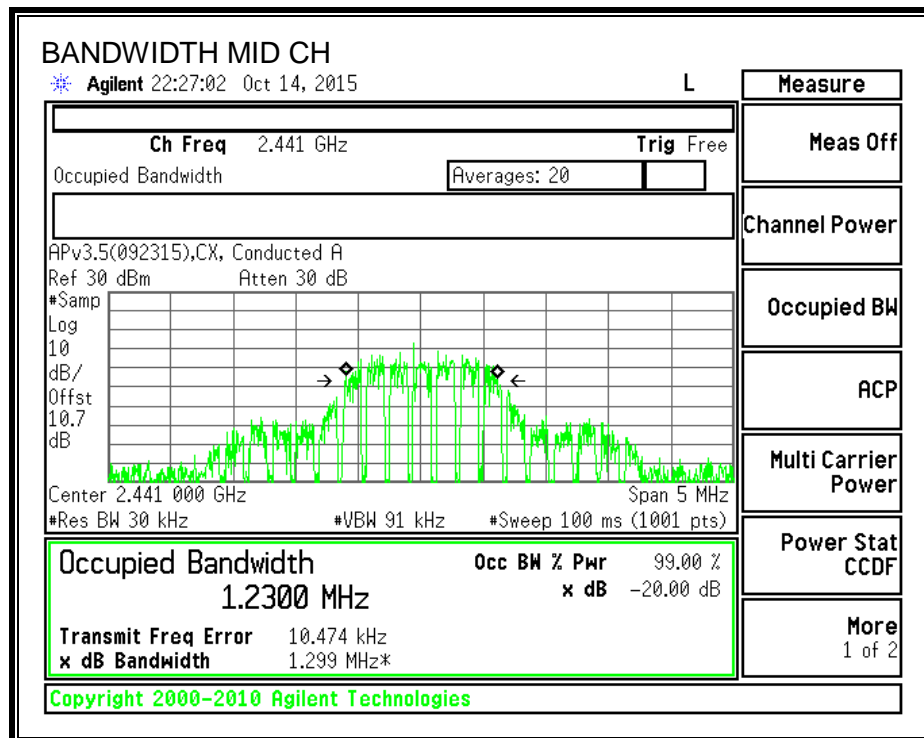 BANDWIDTH MID CH
Agilent 22:27:02 Oct 14, 2015 L
Measure
Ch Freq 2.441 GHz Trig Free
Meas Off
Occupied Bandwidth Averages: 20
Channel Power
APv3.5(092315),CX, Conducted A
Ref 30 dBm Atten 30 dB
#Samp
Log
10
dB/
Offst
10.7
dB
Occupied BW
ACP
Multi Carrier
Power
Center 2.441 000 GHz Span 5 MHz
#Res BW 30 kHz #VBW 91 kHz #Sweep 100 ms (1001 pts)
Power Stat
CCDF
Occupied Bandwidth
1.2300 MHz
Occ BW % Pwr 99.00 %
x dB -20.00 dB
Transmit Freq Error 10.474 kHz
x dB Bandwidth 1.299 MHz*
More
1 of 2
Copyright 2000-2010 Agilent Technologies